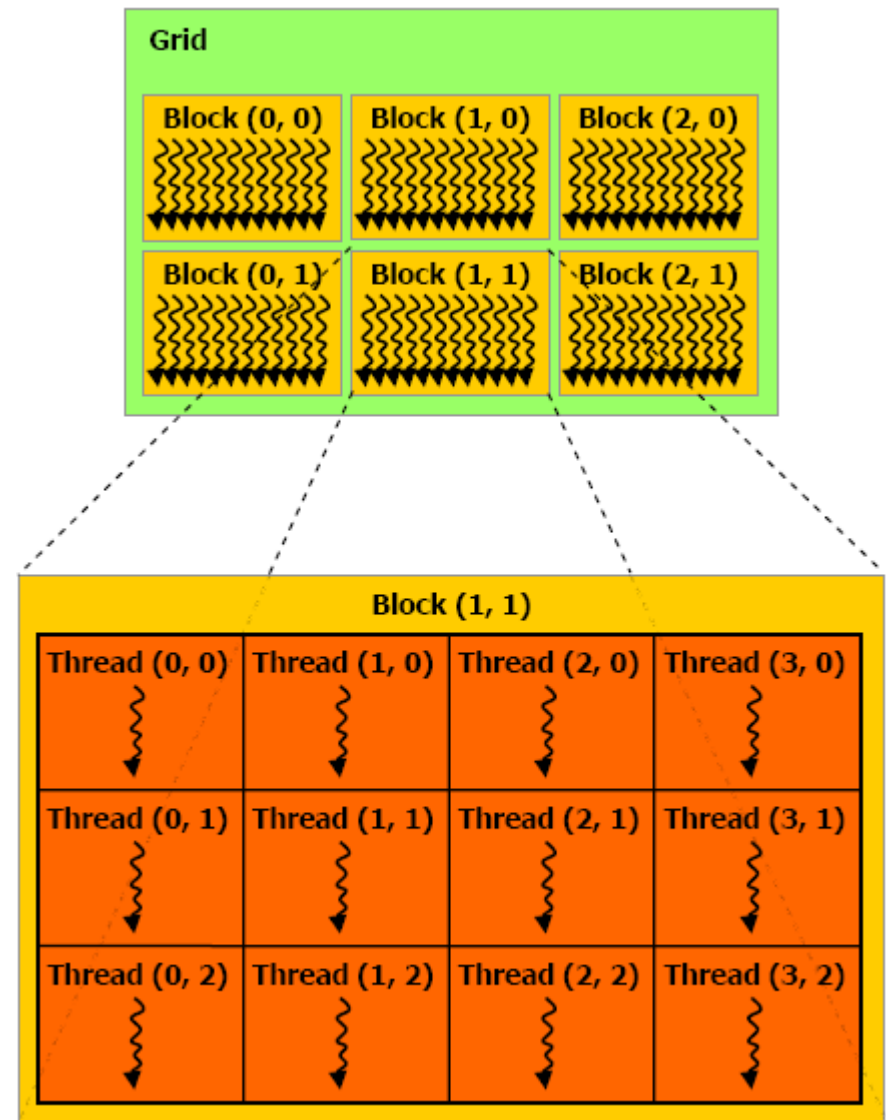 Grid
Block (0, 0) Block (1, 0) Block (2, 0)
Block (0, 1) Block (1, 1) Block (2, 1)
Block (1, 1)
Thread (0, 0) Thread (1, 0) Thread (2, 0) Thread (3, 0)
Thread (0, 1) Thread (1, 1) Thread (2, 1) Thread (3, 1)
Thread (0, 2) Thread (1, 2) Thread (2, 2) Thread (3, 2)